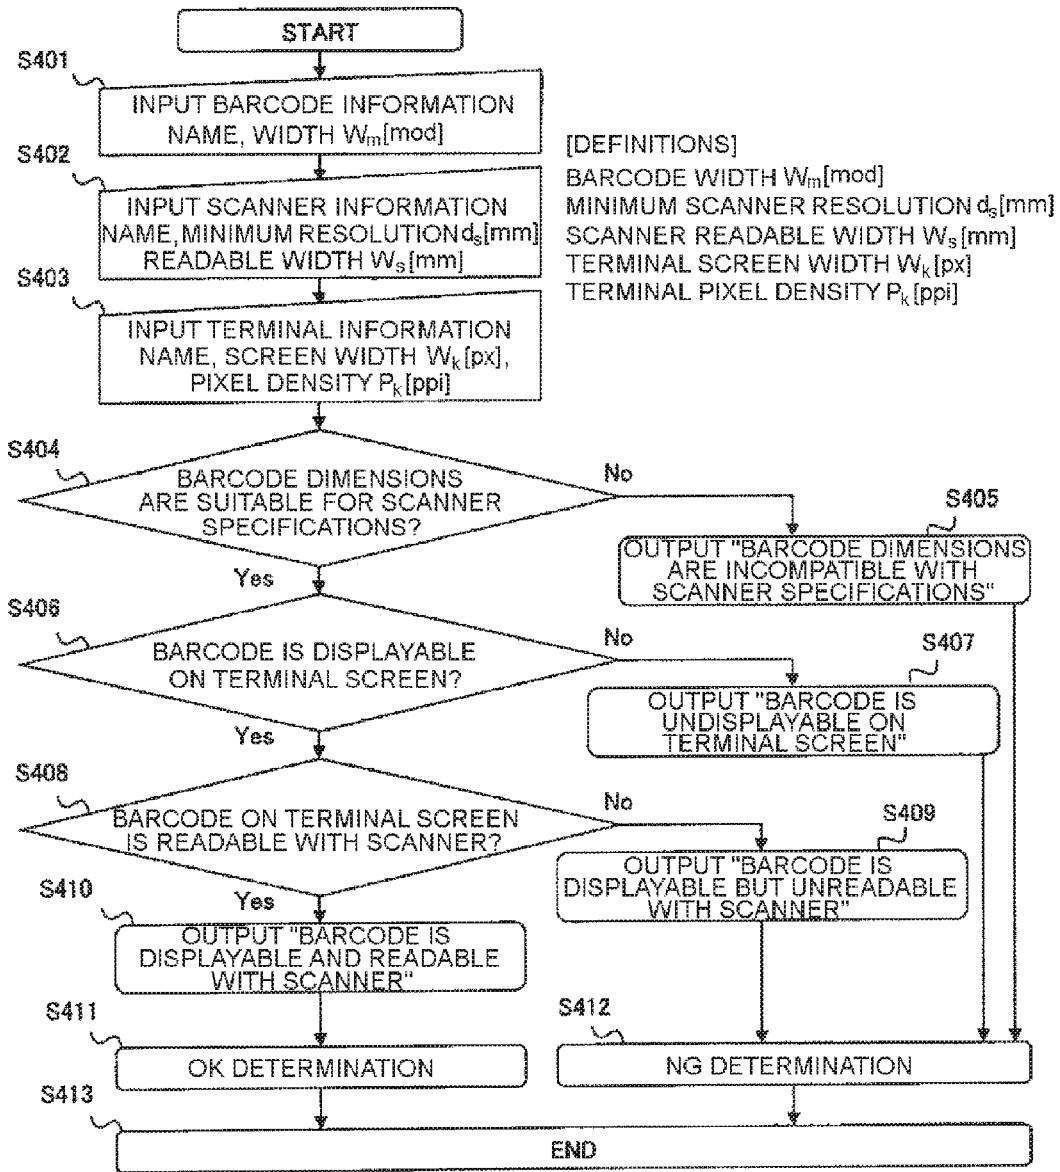 START
S401
INPUT BARCODE INFORMATION
NAME, WIDTH Wm[mod]
S402
INPUT SCANNER INFORMATION
NAME, MINIMUM RESOLUTION ds[mm]
READABLE WIDTH Ws[mm]
[DEFINITIONS]
BARCODE WIDTH Wm[mod]
MINIMUM SCANNER RESOLUTION ds[mm]
SCANNER READABLE WIDTH Ws[mm]
TERMINAL SCREEN WIDTH Wk[px]
TERMINAL PIXEL DENSITY Pk[ppi]
S403
INPUT TERMINAL INFORMATION
NAME, SCREEN WIDTH Wk[px],
PIXEL DENSITY Pk[ppi]
S404
BARCODE DIMENSIONS
ARE SUITABLE FOR SCANNER
SPECIFICATIONS?
No
Yes
S405
OUTPUT "BARCODE DIMENSIONS
ARE INCOMPATIBLE WITH
SCANNER SPECIFICATIONS"
S406
BARCODE IS DISPLAYABLE
ON TERMINAL SCREEN?
No
Yes
S407
OUTPUT "BARCODE IS
UNDISPLAYABLE ON
TERMINAL SCREEN"
S408
BARCODE ON TERMINAL SCREEN
IS READABLE WITH SCANNER?
No
Yes
S409
OUTPUT "BARCODE IS
DISPLAYABLE BUT UNREADABLE
WITH SCANNER"
S410
OUTPUT "BARCODE IS
DISPLAYABLE AND READABLE
WITH SCANNER"
S411
OK DETERMINATION
S412
NG DETERMINATION
S413
END